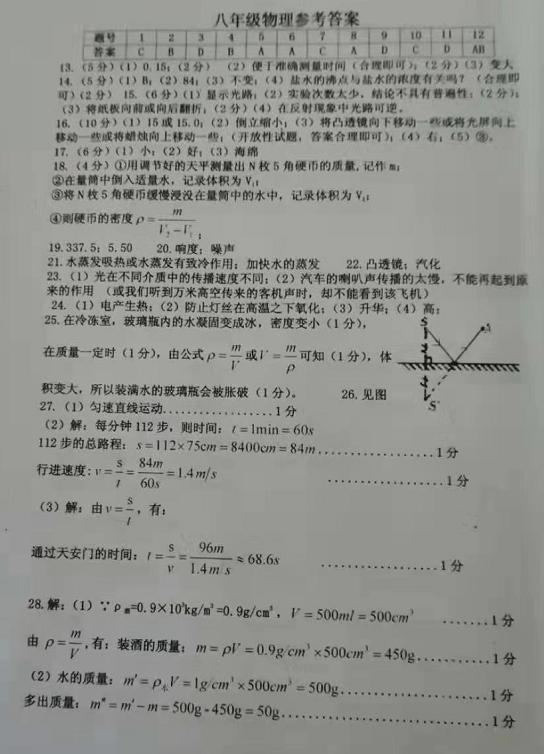 八年级物理参考答案
题号 1 2 3 4 5 6 7 8 9 10 11 12
答案 C B D B A A C A D C D AB
13.（5分）（1）0.15;（2分）（2）便于准确测量时间（合理即可）;（2分）（3）变大
14.（5分）（1）B;（2）84;（3）不变;（4）盐水的沸点与盐水的浓度有关吗？（合理即
可)(2分） 15.（6分）（1）显示光路;（2）实验次数太少，结论不具有普遍性;（2分）;
（3）将纸板向前或向后翻折;（2分）（4）在反射现象中光路可逆。
16.（10分）（1）15或15.0;（2）倒立缩小;（3）将凸透镜向下移动一些或将光屏向上
移动一些或将蜡烛向上移动一些;（开放性试题，答案合理即可);（4）右;（5）③。
17.（6分）（1）小;（2）好;（3）海绵
18.（4分）①用调节好的天平测量出N枚5角硬币的质量,记作m;
②在量筒中倒入适量水，记录体积为V₁;
③将N枚5角硬币缓慢浸没在量筒中的水中，记录体积为V₂;
④则硬币的密度 ρ=m/(V₂-V₁);
19.337.5; 5.50 20.响度; 噪声
21.水蒸发吸热或水蒸发有致冷作用; 加快水的蒸发 22.凸透镜; 汽化
23.（1）光在不同介质中的传播速度不同;（2）汽车的喇叭声传播的太慢，不能再起到原
来的作用 （或我们听到万米高空传来的客机声时，却不能看到该飞机）
24.（1）电产生热;（2）防止灯丝在高温之下氧化;（3）升华;（4）高;
25.在冷冻室，玻璃瓶内的水凝固变成冰，密度变小（1分），
S A
在质量一定时（1分），由公式 ρ=m/V 或 V=m/ρ 可知（1分），体
积变大，所以装满水的玻璃瓶会被胀破（1分）。 26.见图
S'
27.（1）匀速直线运动................1分
（2）解：每分钟112步，则时间：t=1min=60s
112步的总路程：s=112×75cm=8400cm=84m..................1分
行进速度：v=s/t=84m/60s=1.4m/s ..................1分
（3）解：由v=s/t，有：
通过天安门的时间：t=s/v=96m/1.4m/s≈68.6s ..................1分
28.解：（1）∵ρ酒=0.9×10³kg/m³=0.9g/cm³，V=500ml=500cm³ .......1分
由 ρ=m/V,有：装酒的质量：m=ρV=0.9g/cm³×500cm³=450g............1分
（2）水的质量：m'=ρ水V=1g/cm³×500cm³=500g......................1分
多出质量：m"=m'-m=500g-450g=50g...............................1分